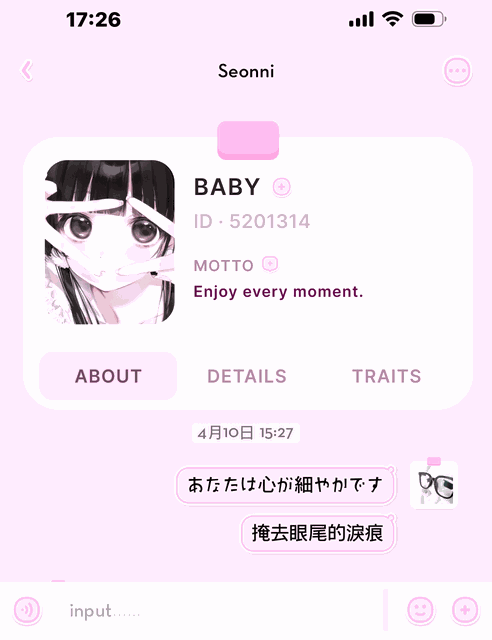 17:26
Seonni
BABY
ID · 5201314
MOTTO
Enjoy every moment.
ABOUT
DETAILS
TRAITS
4月10日 15:27
あなたは心が細やかです
掩去眼尾的淚痕
input......